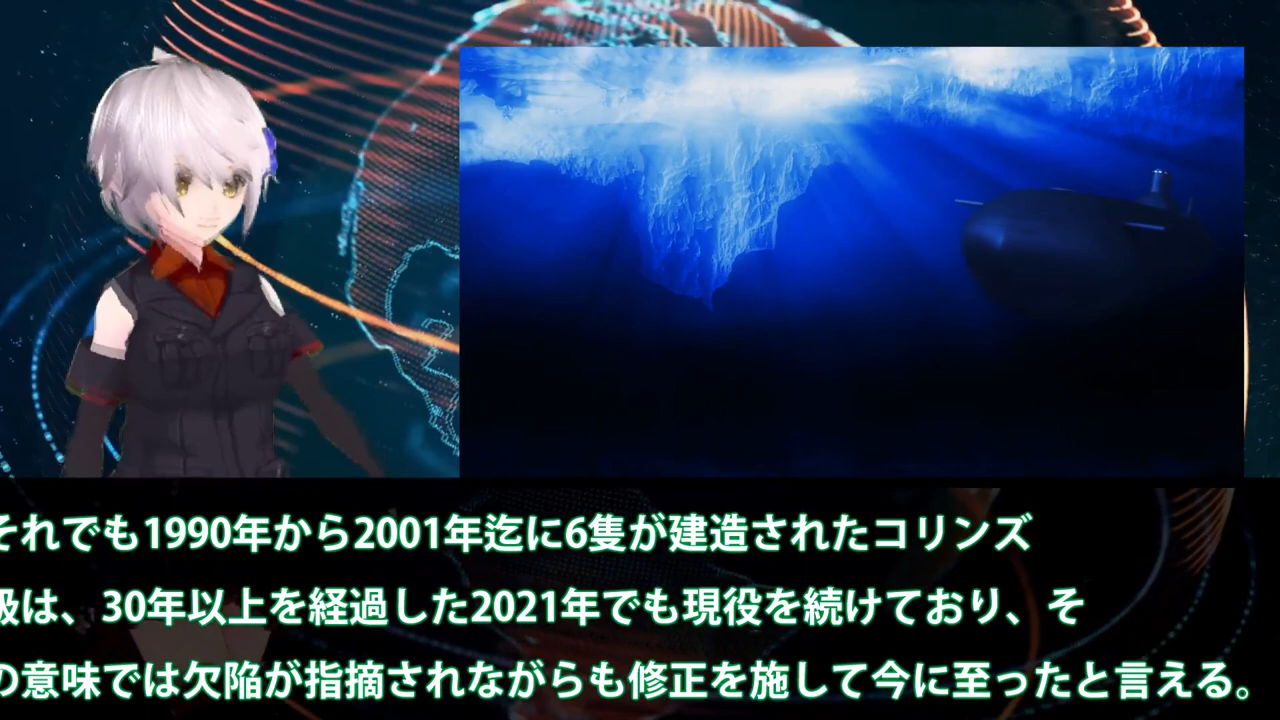 それでも1990年から2001年迄に6隻が建造されたコリンズ
級は、30年以上を経過した2021年でも現役を続けており、そ
の意味では欠陥が指摘されながらも修正を施して今に至ったと言える。